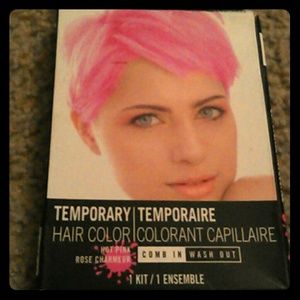 TEMPORARY | TEMPORAIRE
HAIR COLOR | COLORANT CAPILLAIRE
HOT PINK
ROSE CHARMEUR
COMB IN WASH OUT
1 KIT / 1 ENSEMBLE